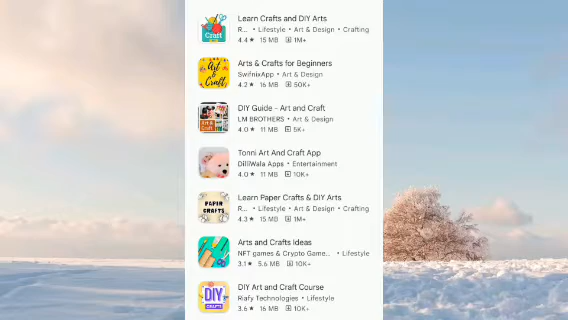 Learn Crafts and DIY Arts
R... • Lifestyle • Art & Design • Crafting
4.4★ 15 MB 1M+
Arts & Crafts for Beginners
SwifnixApp • Art & Design
4.2★ 16 MB 50K+
DIY Guide - Art and Craft
LM BROTHERS • Art & Design
4.0★ 11 MB 5K+
Tonni Art And Craft App
DilliWala Apps • Entertainment
4.0★ 11 MB 10K+
PAPER
CRAFTS
Learn Paper Crafts & DIY Arts
R... • Lifestyle • Art & Design • Crafting
4.3★ 15 MB 1M+
Arts and Crafts Ideas
NFT games & Crypto Game... • Lifestyle
3.1★ 5.6 MB 10K+
DIY
CRAFTS
DIY Art and Craft Course
Riafy Technologies • Lifestyle
3.6★ 16 MB 10K+